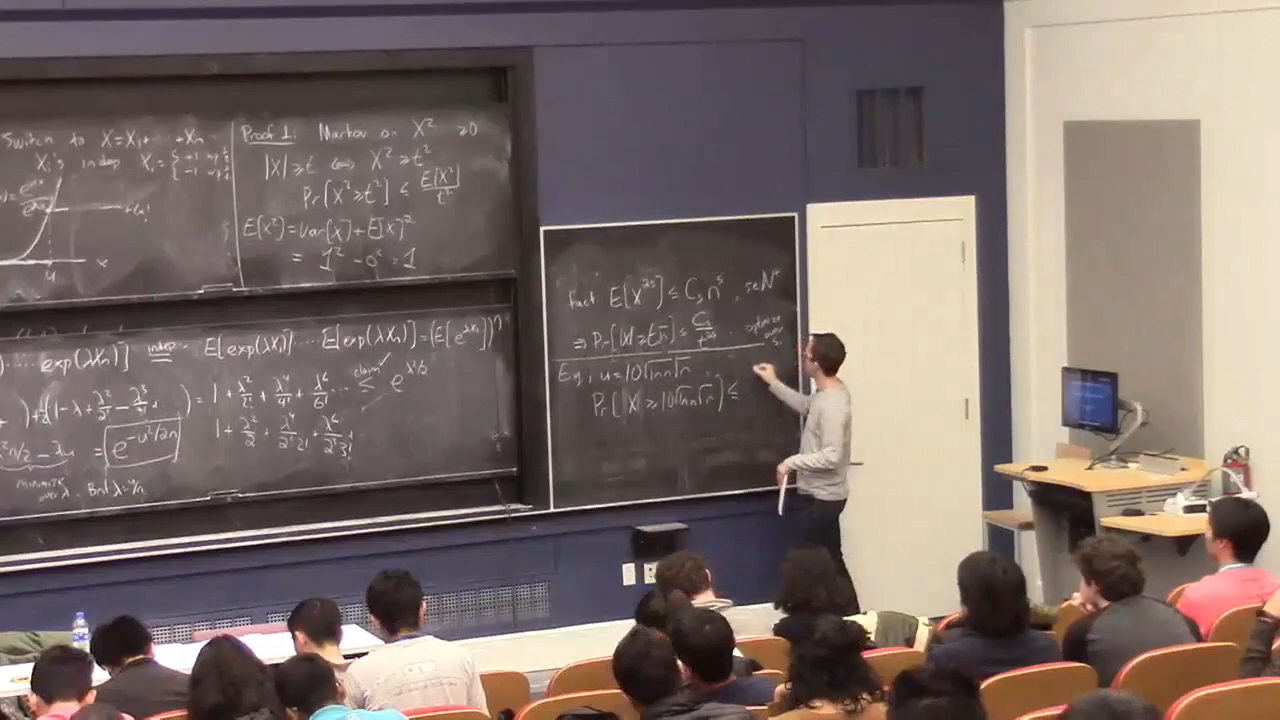 Switch to X = X₁ + ⋯ + Xₙ
Xᵢ's indep
Proof 1: Markov on X² ≥0
|X| ≥ t ⇔ X² ≥ t²
Pr[X² ≥ t²] ≤ E[X²]/t²
E[X²] = Var[X] + E[X]²
= 1² - 0² = 1
exp(λXₙ)] indep = E[exp(λX₁)] ⋯ E[exp(λXₙ)] = (E[e^{λX₁}])ⁿ
= 1 + λ²/2! + λ⁴/4! + λ⁶/6! ⋯ claim ≤ e^{λ²/2}
1 + λ²/2 + λ⁴/2²2! + λ⁶/2³3!
= e^{-u²/2n}
minimize over λ. Best λ = u/n
fact E[X^{2s}] ≤ Cₛ nˢ, s∈N⁺
⇒ Pr[|X| ≥ t√n] ≤ Cₛ/t^{2s} . optimize over s.
E.g., u = 10√ln n √n,
Pr[|X| ≥ 10√ln n √n] ≤